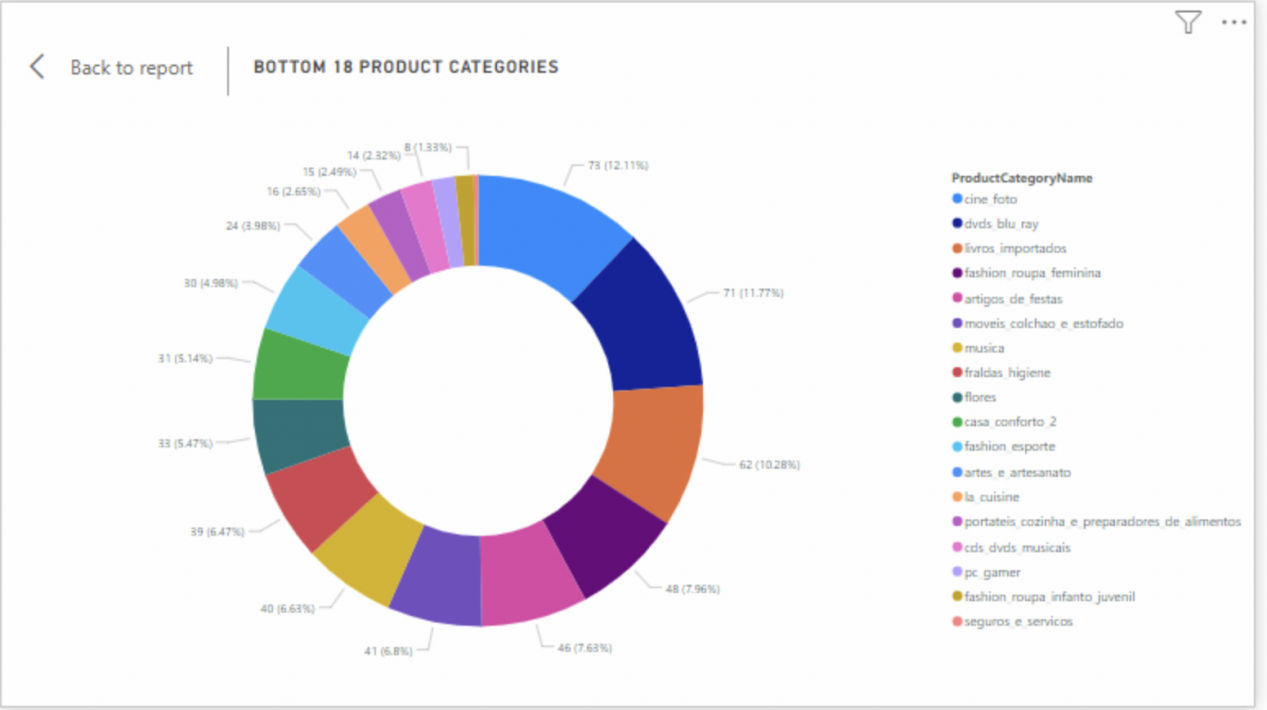 Back to report
BOTTOM 18 PRODUCT CATEGORIES
8 (1.33%)
14 (2.32%)
15 (2.49%)
16 (2.65%)
24 (3.98%)
30 (4.98%)
31 (5.14%)
33 (5.47%)
39 (6.47%)
40 (6.63%)
41 (6.8%)
73 (12.11%)
71 (11.77%)
62 (10.28%)
48 (7.96%)
46 (7.63%)
ProductCategoryName
cine_foto
dvds_blu_ray
livros_importados
fashion_roupa_feminina
artigos_de_festas
moveis_colchao_e_estofado
musica
fraldas_higiene
flores
casa_conforto_2
fashion_esporte
artes_e_artesanato
la_cuisine
portateis_cozinha_e_preparadores_de_alimentos
cds_dvds_musicais
pc_gamer
fashion_roupa_infanto_juvenil
seguros_e_servicos